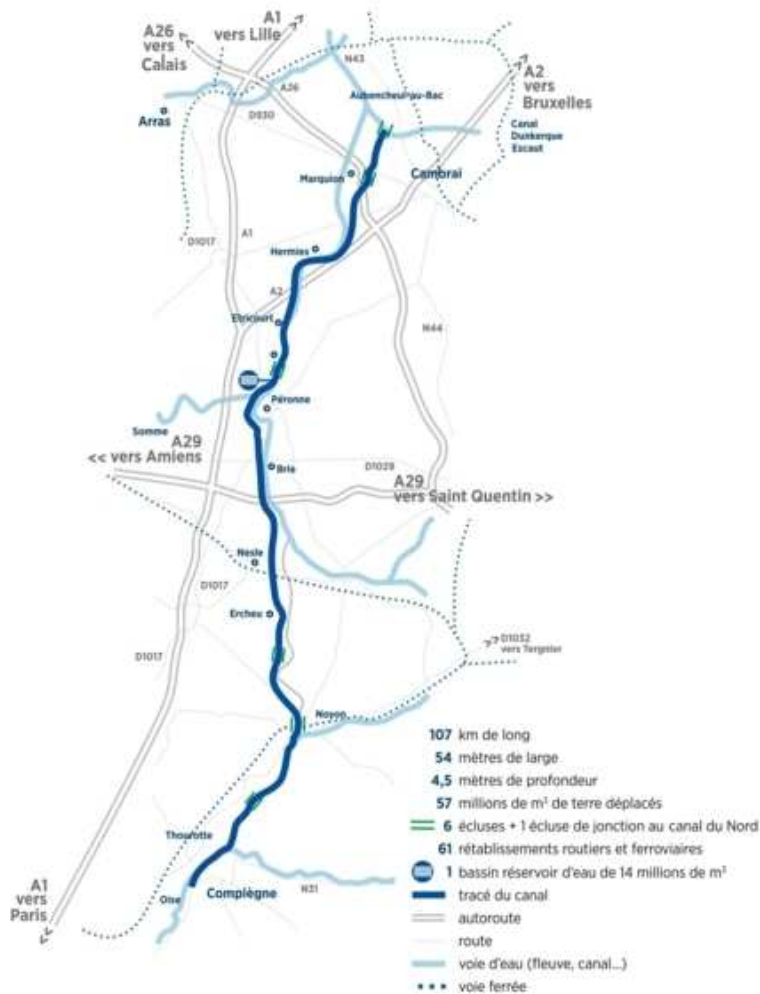 A1
vers Lille
A26
vers
Calais
N43
A26
A2
vers
Bruxelles
Aubencheul-au-Bac
D930
Arras
Canal
Dunkerque
Escaut
Marquion
Cambrai
D1017
A1
Hermies
A2
Etricourt
N44
Péronne
Somme
A29
<< vers Amiens
Brie
D1029
A29
vers Saint Quentin >>
Nesle
D1017
Ercheu
D1032
vers Tergnier
D1017
Noyon
107 km de long
54 mètres de large
4,5 mètres de profondeur
57 millions de m³ de terre déplacés
6 écluses + 1 écluse de jonction au canal du Nord
61 rétablissements routiers et ferroviaires
1 bassin réservoir d'eau de 14 millions de m³
tracé du canal
autoroute
route
voie d'eau (fleuve, canal...)
voie ferrée
Thourotte
Compiègne
N31
Oise
A1
vers
Paris